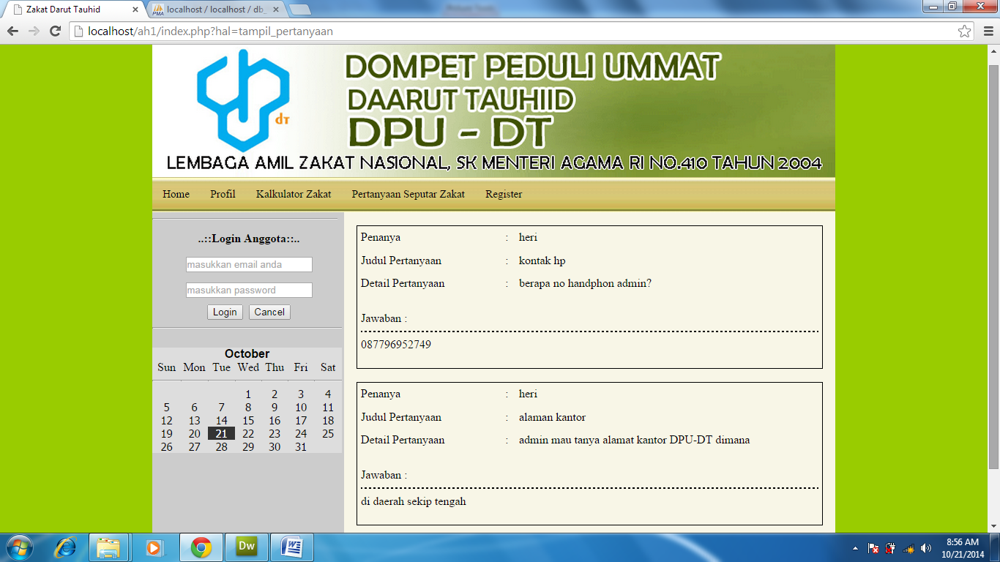 Zakat Darut Tauhid
localhost / localhost / db_
localhost/ah1/index.php?hal=tampil_pertanyaan
DOMPET PEDULI UMMAT
DAARUT TAUHIID
DPU - DT
dT
LEMBAGA AMIL ZAKAT NASIONAL, SK MENTERI AGAMA RI NO.410 TAHUN 2004
Home Profil Kalkulator Zakat Pertanyaan Seputar Zakat Register
..::Login Anggota::..
masukkan email anda
masukkan password
Login Cancel
October
Sun Mon Tue Wed Thu Fri Sat
1 2 3 4
5 6 7 8 9 10 11
12 13 14 15 16 17 18
19 20 21 22 23 24 25
26 27 28 29 30 31
Penanya : heri
Judul Pertanyaan : kontak hp
Detail Pertanyaan : berapa no handphon admin?
Jawaban :
087796952749
Penanya : heri
Judul Pertanyaan : alaman kantor
Detail Pertanyaan : admin mau tanya alamat kantor DPU-DT dimana
Jawaban :
di daerah sekip tengah
Dw
8:56 AM
10/21/2014